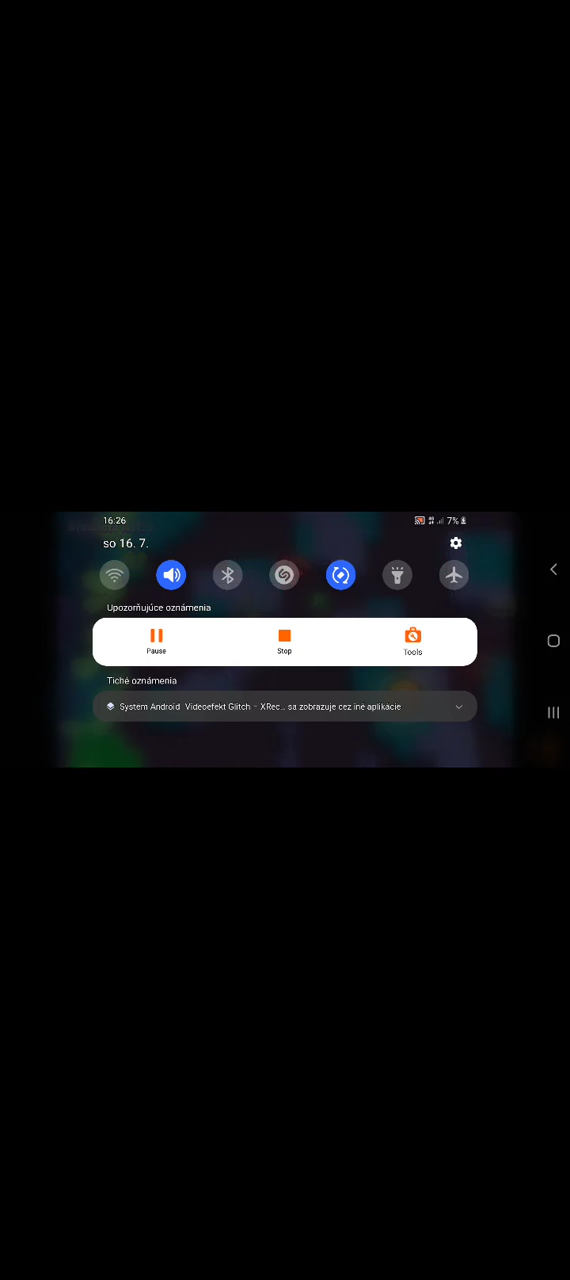 16:26
7%
so 16. 7.
Upozorňujúce oznámenia
Pause
Stop
Tools
Tiché oznámenia
System Android Videoefekt Glitch – XRec... sa zobrazuje cez iné aplikácie